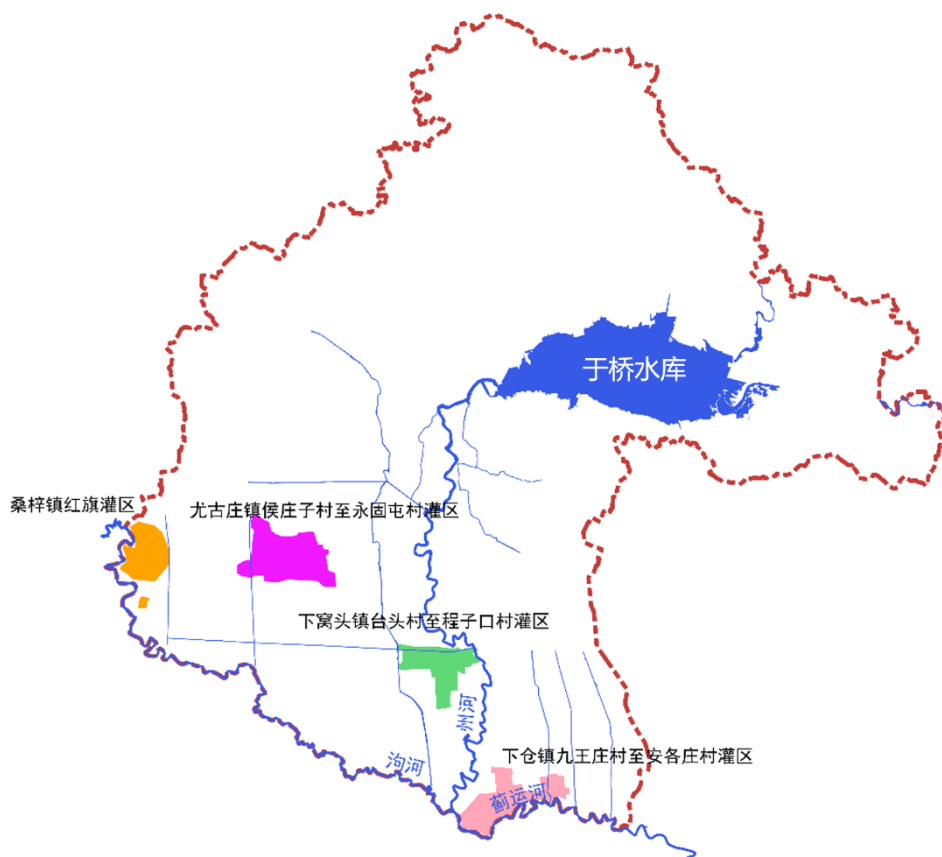 于桥水库
桑梓镇红旗灌区
尤古庄镇侯庄子村至永固屯村灌区
下窝头镇台头村至程子口村灌区
州河
泃河
下仓镇九王庄村至安各庄村灌区
蓟运河